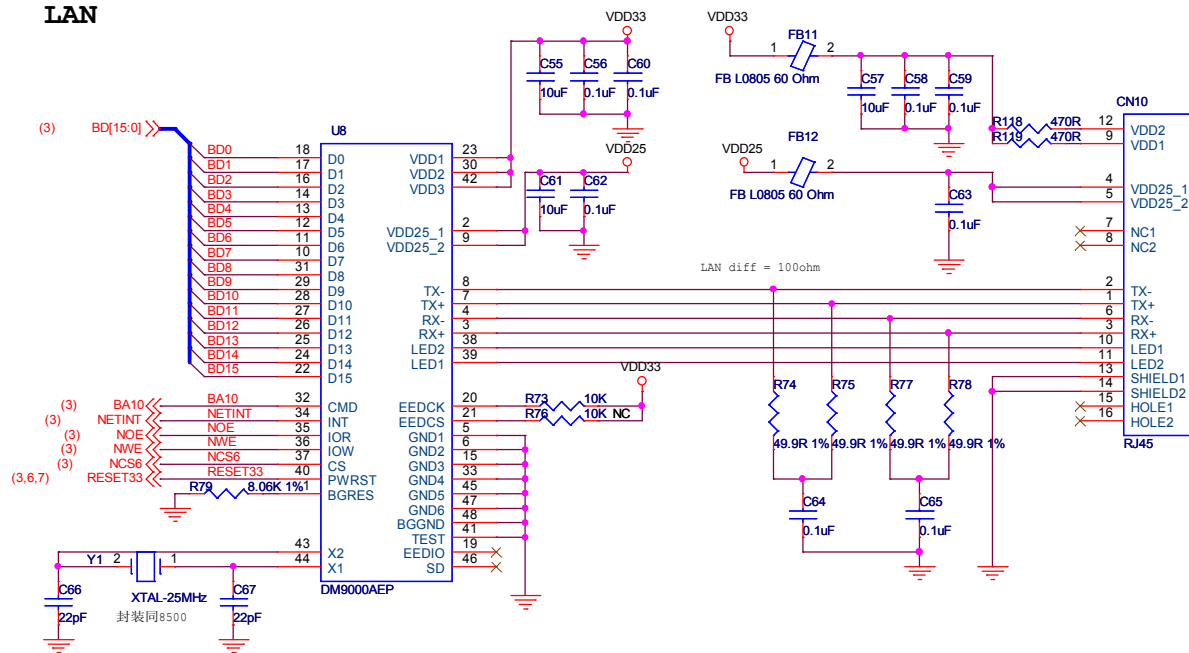 LAN
VDD33
VDD33
FB11
1
2
FB L0805 60 Ohm
C55
10uF
C56
0.1uF
C60
0.1uF
C57
10uF
C58
0.1uF
C59
0.1uF
(3)
BD[15:0]
U8
VDD25
VDD25
FB12
1
2
FB L0805 60 Ohm
C61
10uF
C62
0.1uF
C63
0.1uF
CN10
R118 470R 12 VDD2
R119 470R 9 VDD1
4 VDD25_1
5 VDD25_2
7 NC1
8 NC2
BD0 18 D0
BD1 17 D1
BD2 16 D2
BD3 14 D3
BD4 13 D4
BD5 12 D5
BD6 11 D6
BD7 10 D7
BD8 31 D8
BD9 29 D9
BD10 28 D10
BD11 27 D11
BD12 26 D12
BD13 25 D13
BD14 24 D14
BD15 22 D15
VDD1 23
VDD2 30
VDD3 42
VDD25_1 2
VDD25_2 9
LAN diff = 100ohm
TX- 8
TX+ 7
RX- 4
RX+ 3
LED2 38
LED1 39
2 TX-
1 TX+
6 RX-
3 RX+
10 LED1
11 LED2
13 SHIELD1
14 SHIELD2
15 HOLE1
16 HOLE2
RJ45
VDD33
EEDCK 20 R73 10K
EEDCS 21 R76 10K NC
GND1 5
GND2 6
GND3 15
GND4 33
GND5 45
GND6 47
BGGND 48
TEST 41
EEDIO 19
SD 46
R74
49.9R 1%
R75
49.9R 1%
R77
49.9R 1%
R78
49.9R 1%
C64
0.1uF
C65
0.1uF
(3) BA10 BA10 32 CMD
(3) NETINT NETINT 34 INT
(3) NOE NOE 35 IOR
(3) NWE NWE 36 IOW
(3) NCS6 NCS6 37 CS
(3,6,7) RESET33 RESET33 40 PWRST
R79 8.06K 1% 1 BGRES
43 X2
44 X1
Y1 2 1
XTAL-25MHz
封装同8500
C66
22pF
C67
22pF
DM9000AEP